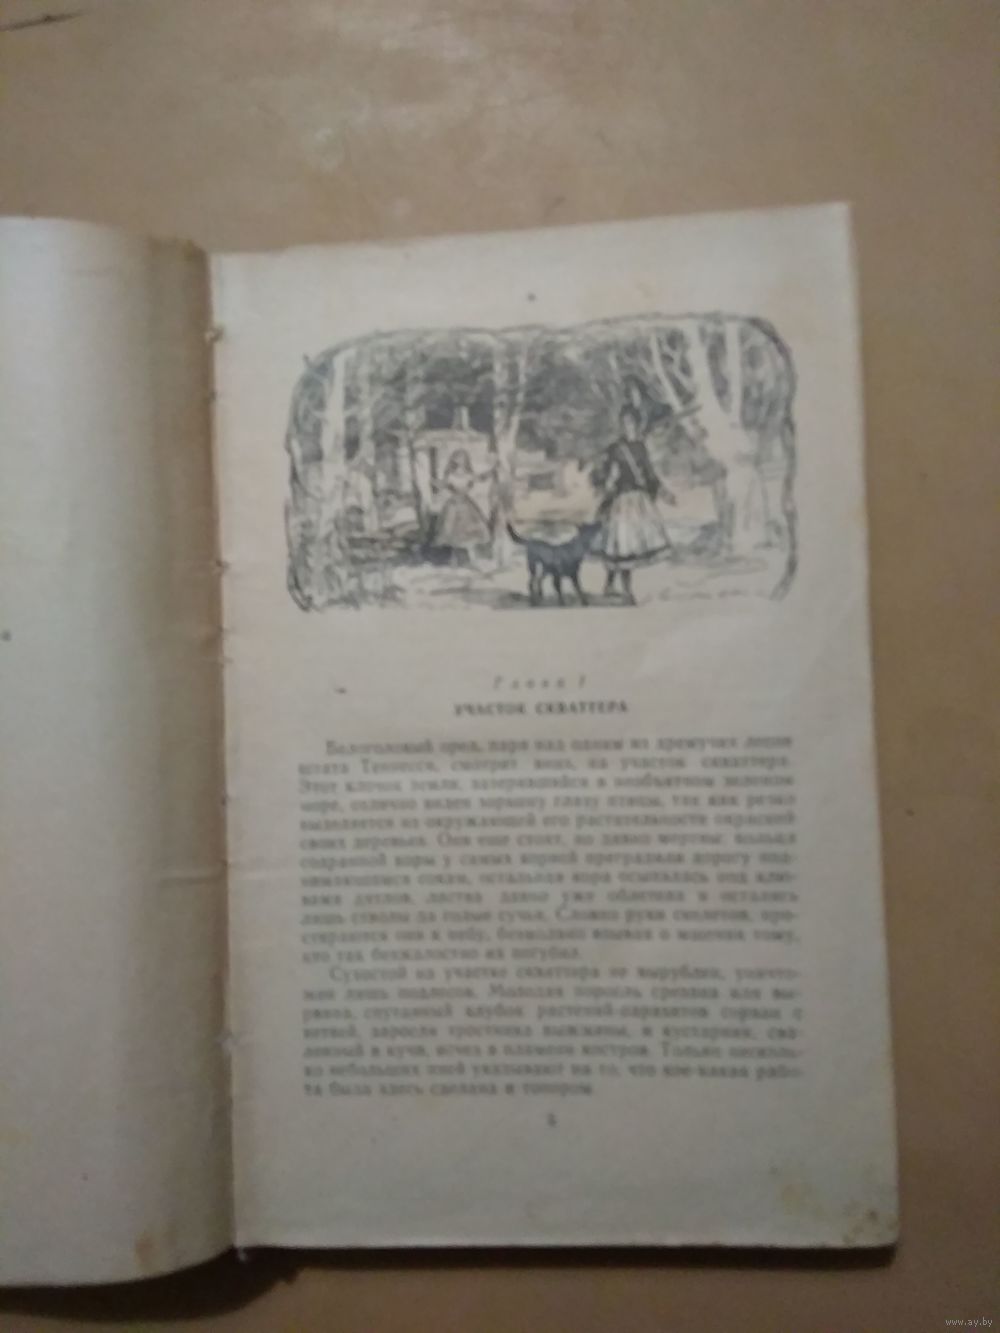 Глава I
УЧАСТОК СКВАТТЕРА
Белоголовый орел, паря над одним из дремучих лесов
штата Теннесси, смотрит вниз, на участок скваттера.
Этот клочок земли, затерявшийся в необъятном зеленом
море, отлично виден зоркому глазу птицы, так как резко
выделяется из окружающей его растительности окраской
своих деревьев. Они еще стоят, но давно мертвы: кольца
содранной коры у самых корней преградили дорогу под-
нимающимся сокам, остальная кора осыпалась под клю-
вами дятлов, листва давно уже облетела и остались
лишь стволы да голые сучья. Словно руки скелетов, про-
стираются они к небу, безмолвно взывая о мщении тому,
кто так безжалостно их погубил.
Сухостой на участке скваттера не вырублен, уничто-
жен лишь подлесок. Молодая поросль срезана или вы-
рвана, спутанный клубок растений-паразитов сорван с
ветвей, заросли тростника выжжены, и кустарник, сва-
ленный в кучи, исчез в пламени костров. Только несколь-
ко небольших пней указывают на то, что кое-какая рабо-
та была здесь сделана и топором.
www.ay.by